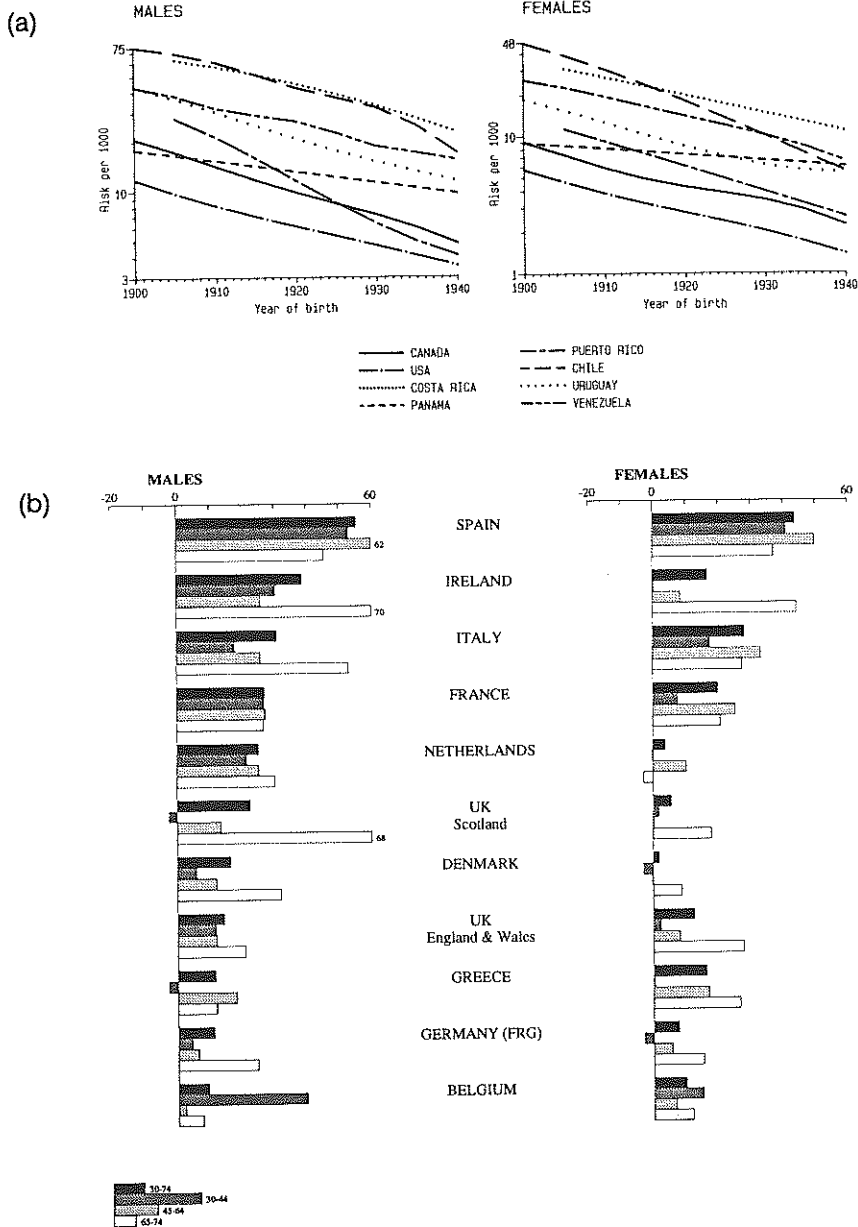 (a)
MALES
75
10
3
Risk per 1000
1900
1910
1920
1930
1940
Year of birth
FEMALES
40
10
1
Risk per 1000
1900
1910
1920
1930
1940
Year of birth
CANADA
USA
COSTA RICA
PANAMA
PUERTO RICO
CHILE
URUGUAY
VENEZUELA
(b)
MALES
-20 0 60
FEMALES
-20 0 60
SPAIN
62
IRELAND
70
ITALY
FRANCE
NETHERLANDS
UK
Scotland
68
DENMARK
UK
England & Wales
GREECE
GERMANY (FRG)
BELGIUM
30-74
30-44
45-64
65-74